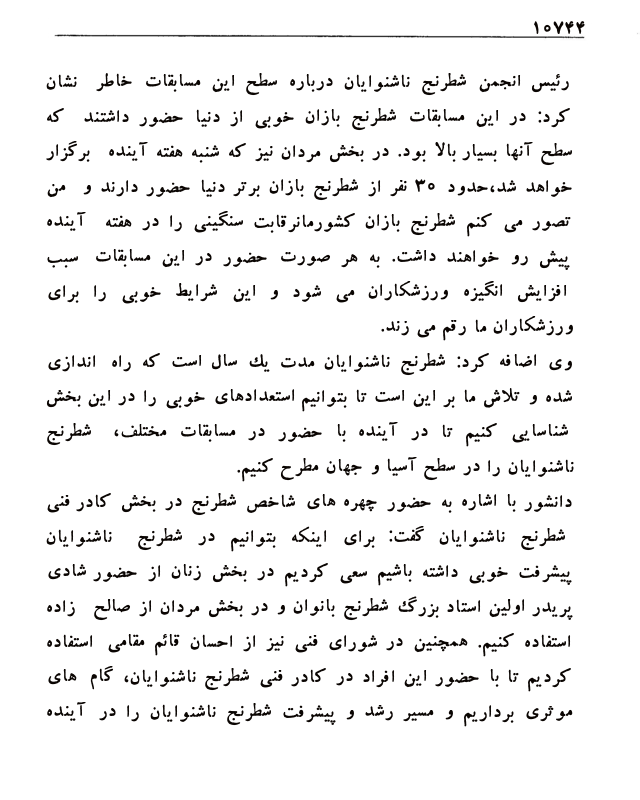 ۱۰۷۴۴
رئیس انجمن شطرنج ناشنوایان درباره سطح این مسابقات خاطر نشان
کرد: در این مسابقات شطرنج بازان خوبی از دنیا حضور داشتند که
سطح آنها بسیار بالا بود. در بخش مردان نیز که شنبه هفته آینده برگزار
خواهد شد،حدود ۳۰ نفر از شطرنج بازان برتر دنیا حضور دارند و من
تصور می کنم شطرنج بازان کشورمانرقابت سنگینی را در هفته آینده
پیش رو خواهند داشت. به هر صورت حضور در این مسابقات سبب
افزایش انگیزه ورزشکاران می شود و این شرایط خوبی را برای
ورزشکاران ما رقم می زند.
وی اضافه کرد: شطرنج ناشنوایان مدت یك سال است که راه اندازی
شده و تلاش ما بر این است تا بتوانیم استعدادهای خوبی را در این بخش
شناسایی کنیم تا در آینده با حضور در مسابقات مختلف، شطرنج
ناشنوایان را در سطح آسیا و جهان مطرح کنیم.
دانشور با اشاره به حضور چهره های شاخص شطرنج در بخش کادر فنی
شطرنج ناشنوایان گفت: برای اینکه بتوانیم در شطرنج ناشنوایان
پیشرفت خوبی داشته باشیم سعی کردیم در بخش زنان از حضور شادی
پریدر اولین استاد بزرگ شطرنج بانوان و در بخش مردان از صالح زاده
استفاده کنیم. همچنین در شورای فنی نیز از احسان قائم مقامی استفاده
کردیم تا با حضور این افراد در کادر فنی شطرنج ناشنوایان، گام های
موثری برداریم و مسیر رشد و پیشرفت شطرنج ناشنوایان را در آینده